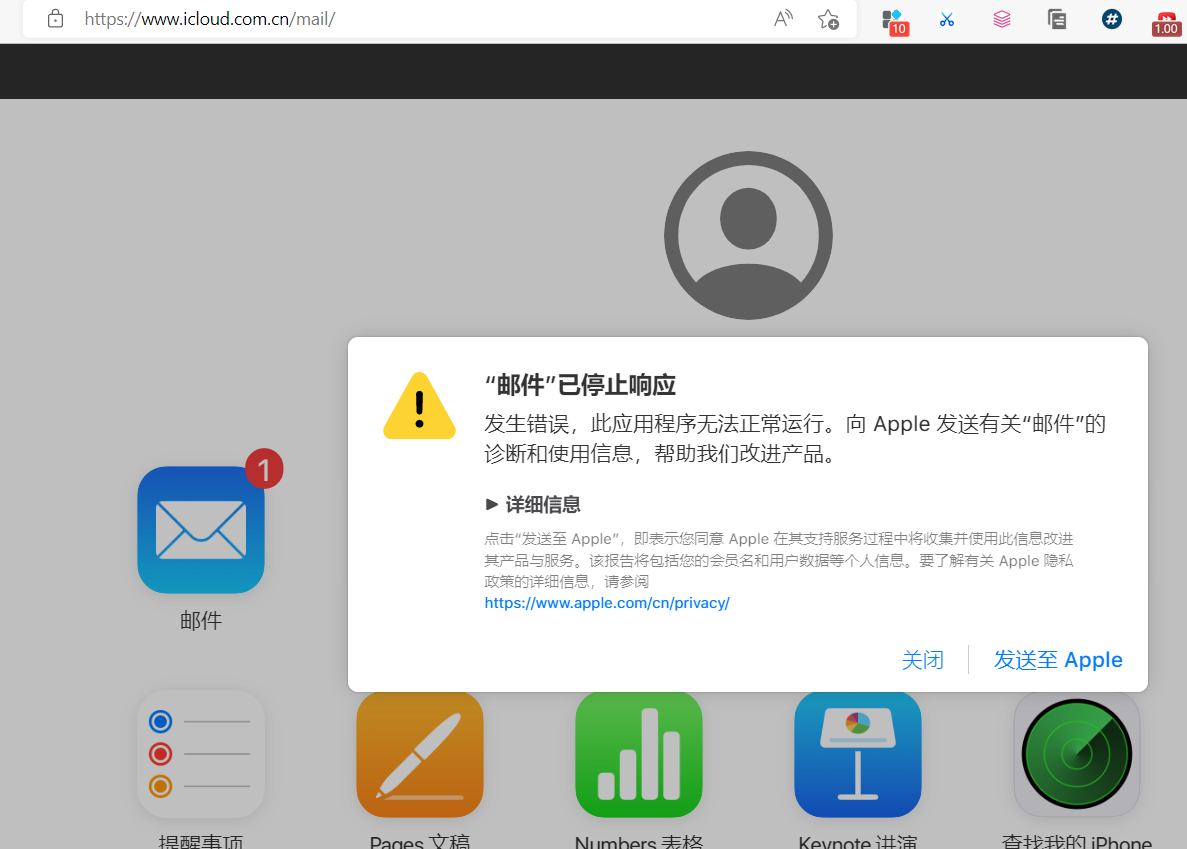 https://www.icloud.com.cn/mail/
10
1.00
“邮件”已停止响应
发生错误，此应用程序无法正常运行。向 Apple 发送有关“邮件”的
诊断和使用信息，帮助我们改进产品。
▶ 详细信息
点击“发送至 Apple”，即表示您同意 Apple 在其支持服务过程中将收集并使用此信息改进
其产品与服务。该报告将包括您的会员名和用户数据等个人信息。要了解有关 Apple 隐私
政策的详细信息，请参阅
https://www.apple.com/cn/privacy/
关闭
发送至 Apple
1
邮件
提醒事项
Pages 文稿
Numbers 表格
Keynote 讲演
查找我的 iPhone